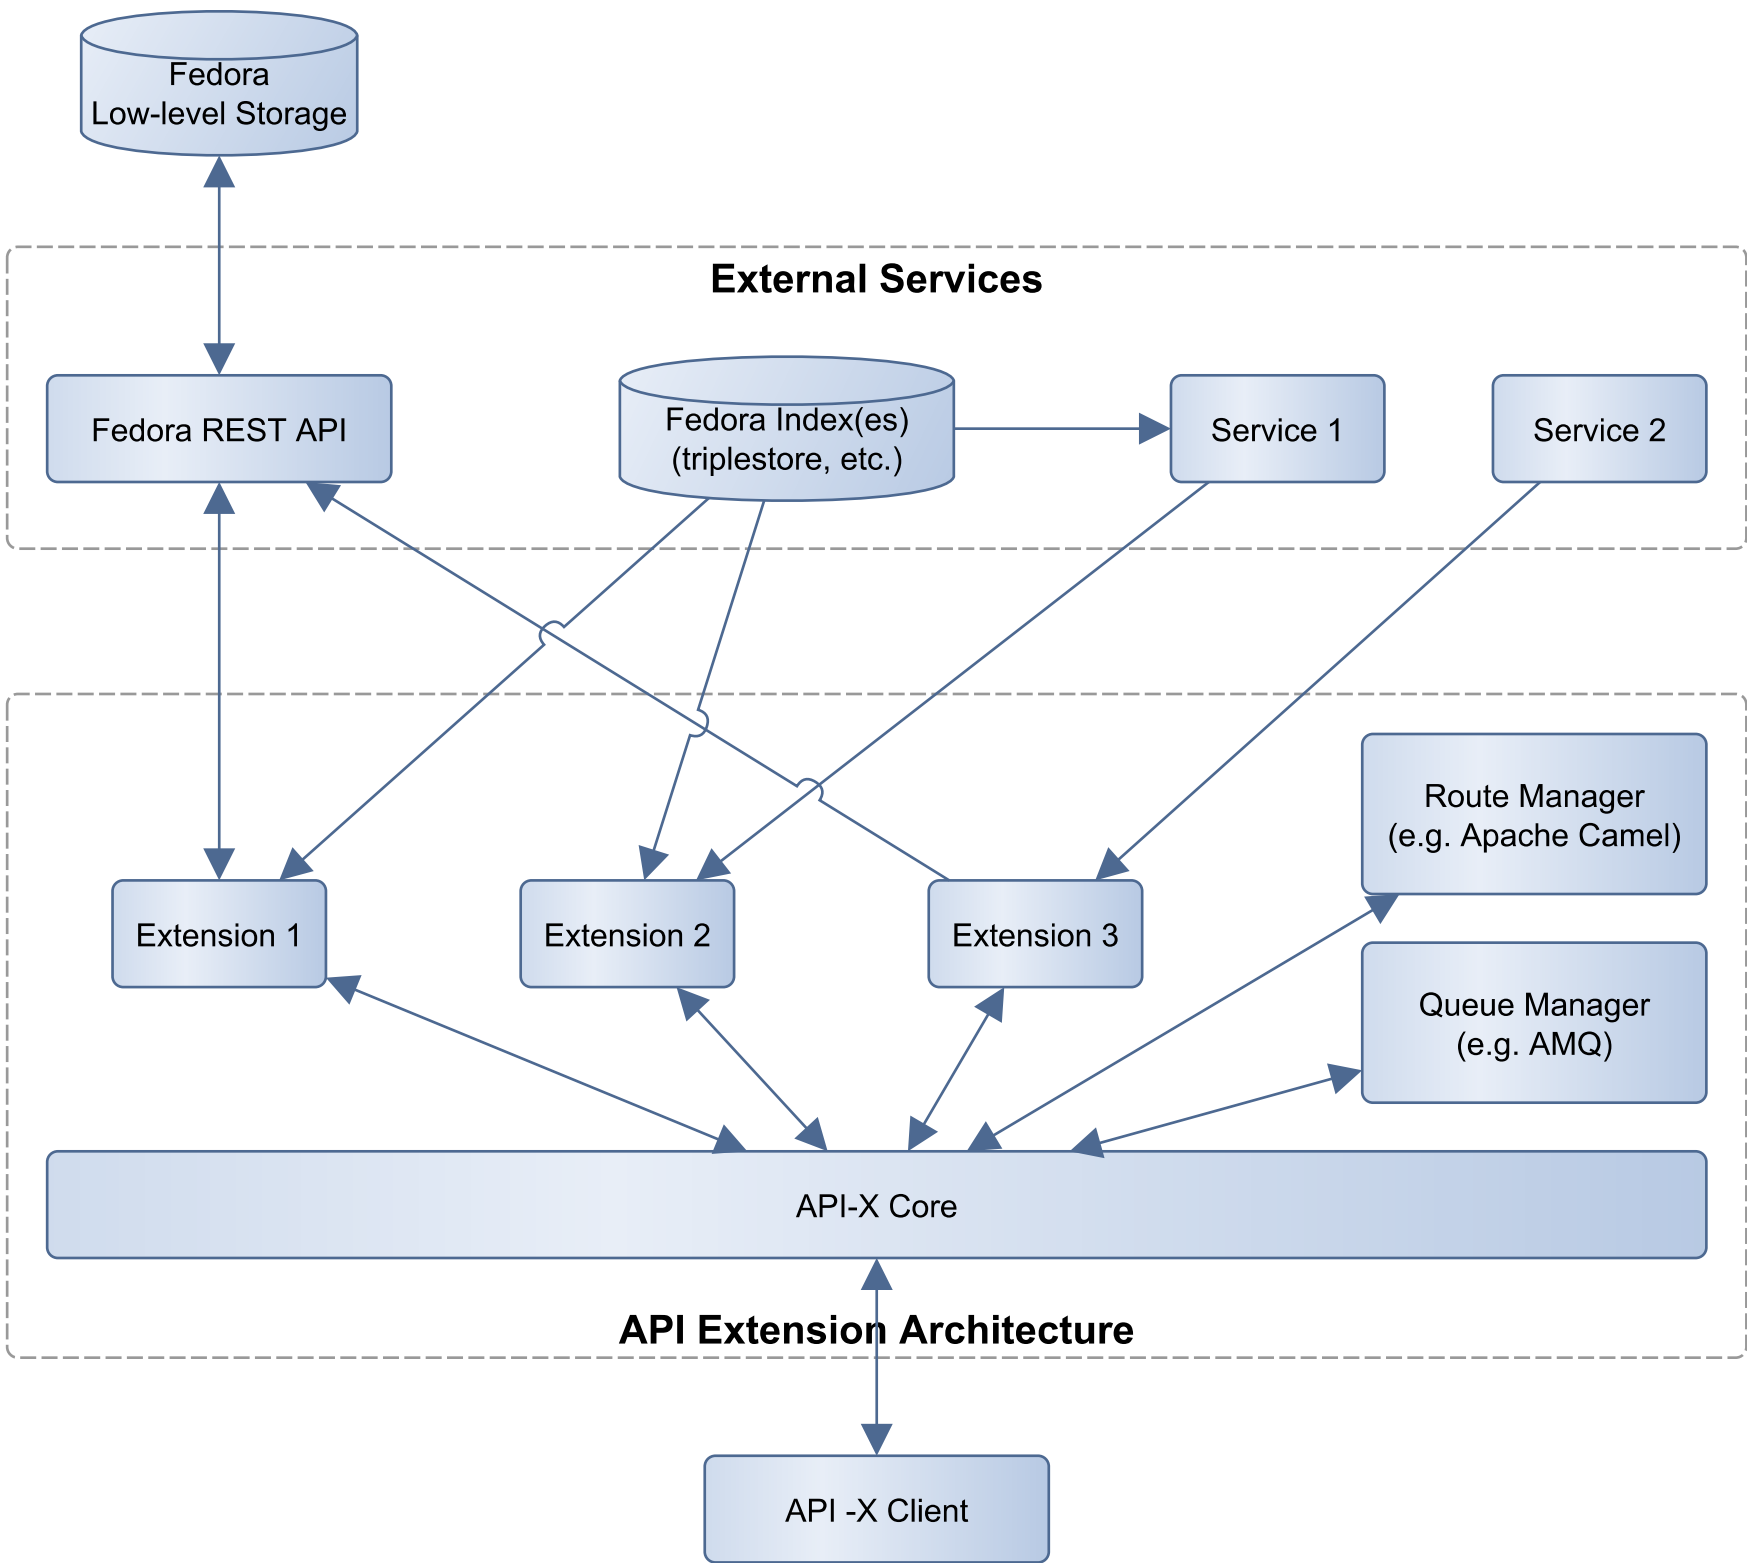 Fedora
Low-level Storage
External Services
Fedora REST API
Fedora Index(es)
(triplestore, etc.)
Service 1
Service 2
Route Manager
(e.g. Apache Camel)
Extension 1
Extension 2
Extension 3
Queue Manager
(e.g. AMQ)
API-X Core
API Extension Architecture
API -X Client